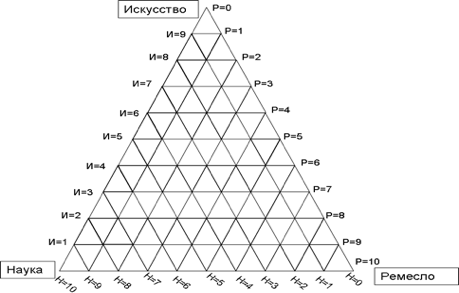 Искусство
P=0
И=9
P=1
И=8
P=2
И=7
P=3
И=6
P=4
И=5
P=5
И=4
P=6
И=3
P=7
И=2
P=8
И=1
P=9
P=10
Наука
Ремесло
H=10
H=9
H=8
H=7
H=6
H=5
H=4
H=3
H=2
H=1
H=0